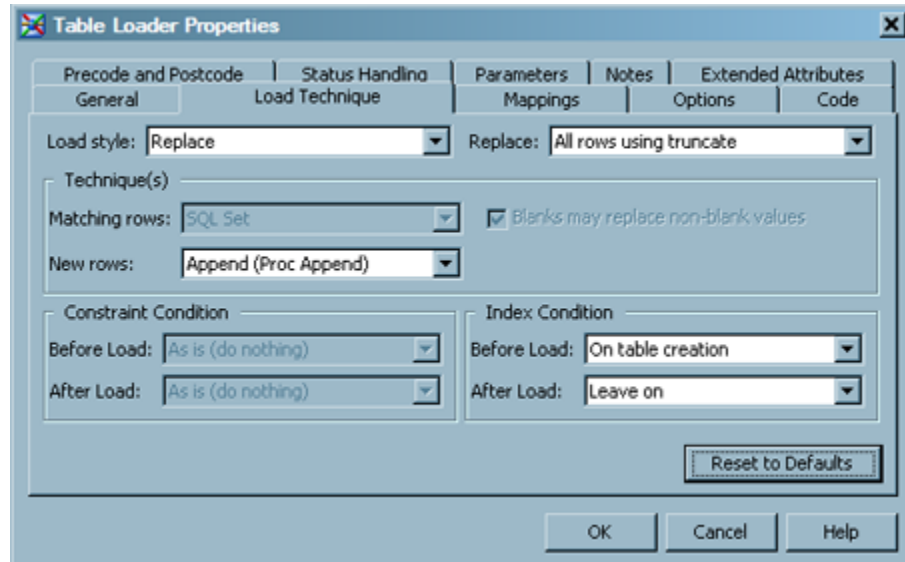 Table Loader Properties
Precode and Postcode Status Handling Parameters Notes Extended Attributes
General Load Technique Mappings Options Code
Load style: Replace Replace: All rows using truncate
Technique(s)
Matching rows: SQL Set Blanks may replace non-blank values
New rows: Append (Proc Append)
Constraint Condition Index Condition
Before Load: As is (do nothing) Before Load: On table creation
After Load: As is (do nothing) After Load: Leave on
Reset to Defaults
OK Cancel Help